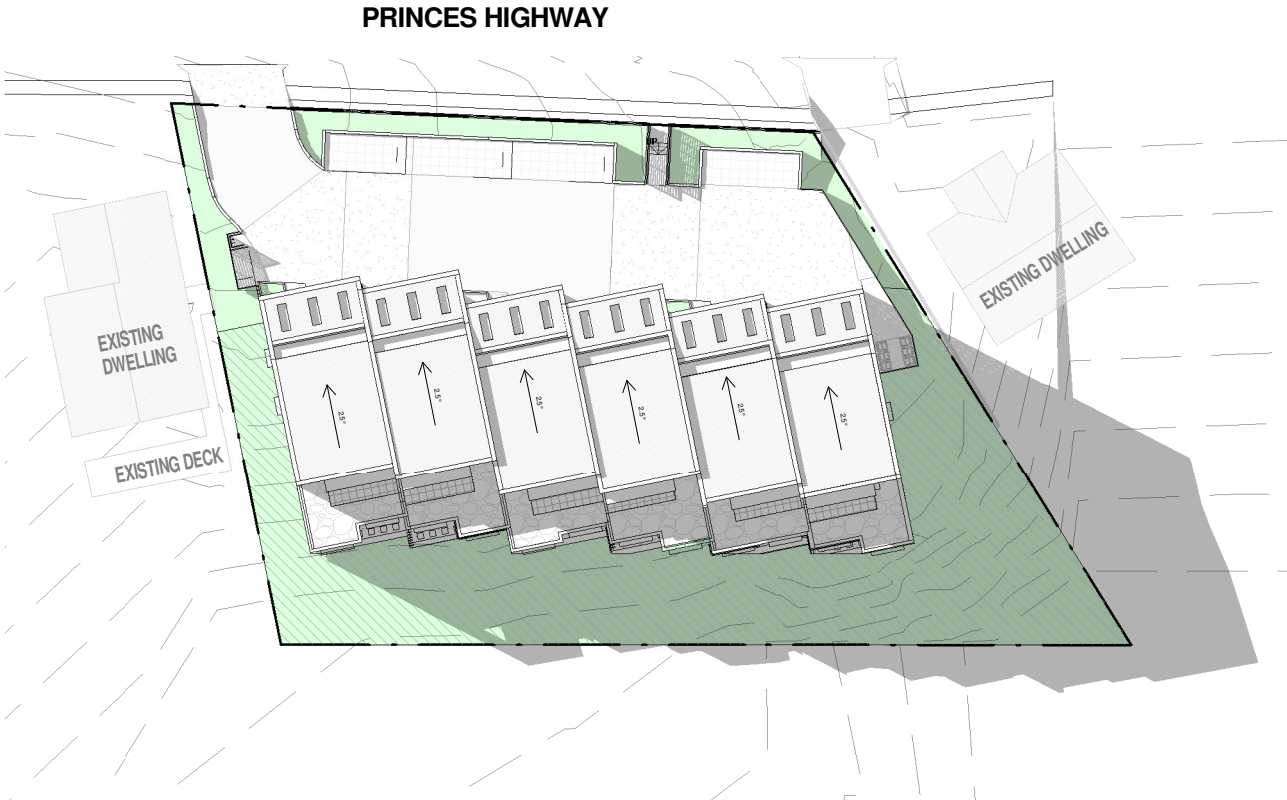 PRINCES HIGHWAY
UP
EXISTING DWELLING
EXISTING
DWELLING
EXISTING DECK
2.5°
2.5°
2.5°
2.5°
2.5°
2.5°